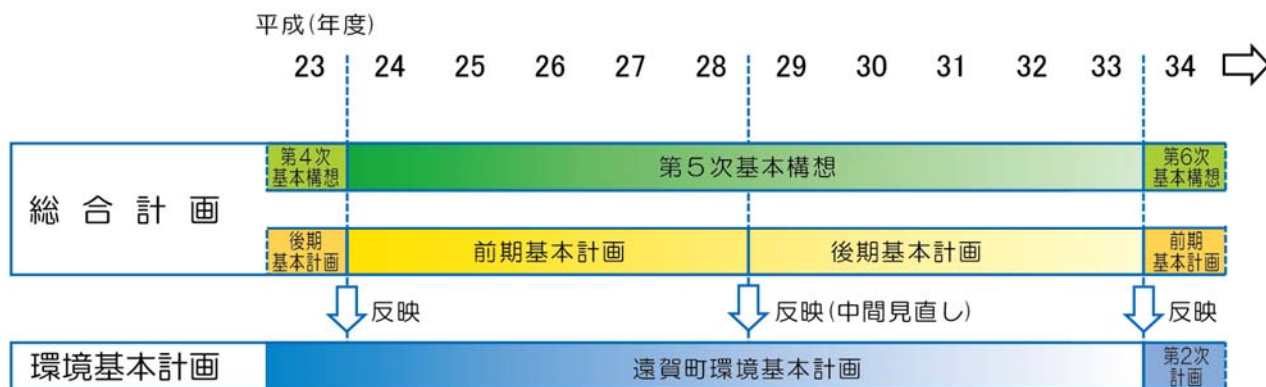 平成(年度)
23 24 25 26 27 28 29 30 31 32 33 34
総合計画
第4次
基本構想
第5次基本構想
第6次
基本構想
後期
基本計画
前期基本計画
後期基本計画
前期
基本計画
反映
反映(中間見直し)
反映
環境基本計画
遠賀町環境基本計画
第2次
計画